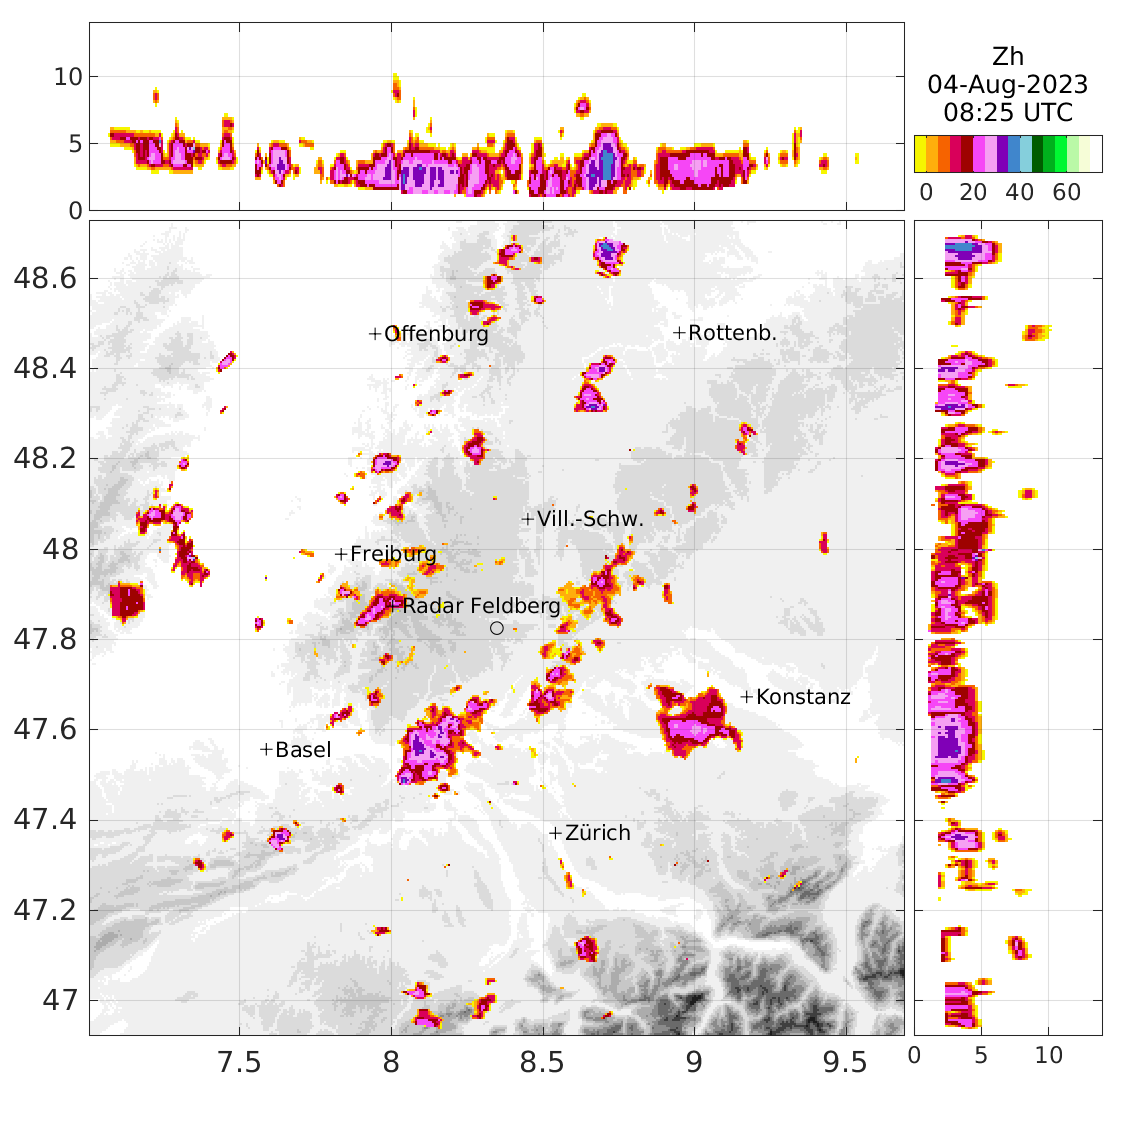 10
5
0
Zh
04-Aug-2023
08:25 UTC
0 20 40 60
48.6
48.4
48.2
48
47.8
47.6
47.4
47.2
47
+Offenburg
+Rottenb.
+Vill.-Schw.
+Freiburg
+Radar Feldberg
+Konstanz
+Basel
+Zürich
7.5 8 8.5 9 9.5
0 5 10